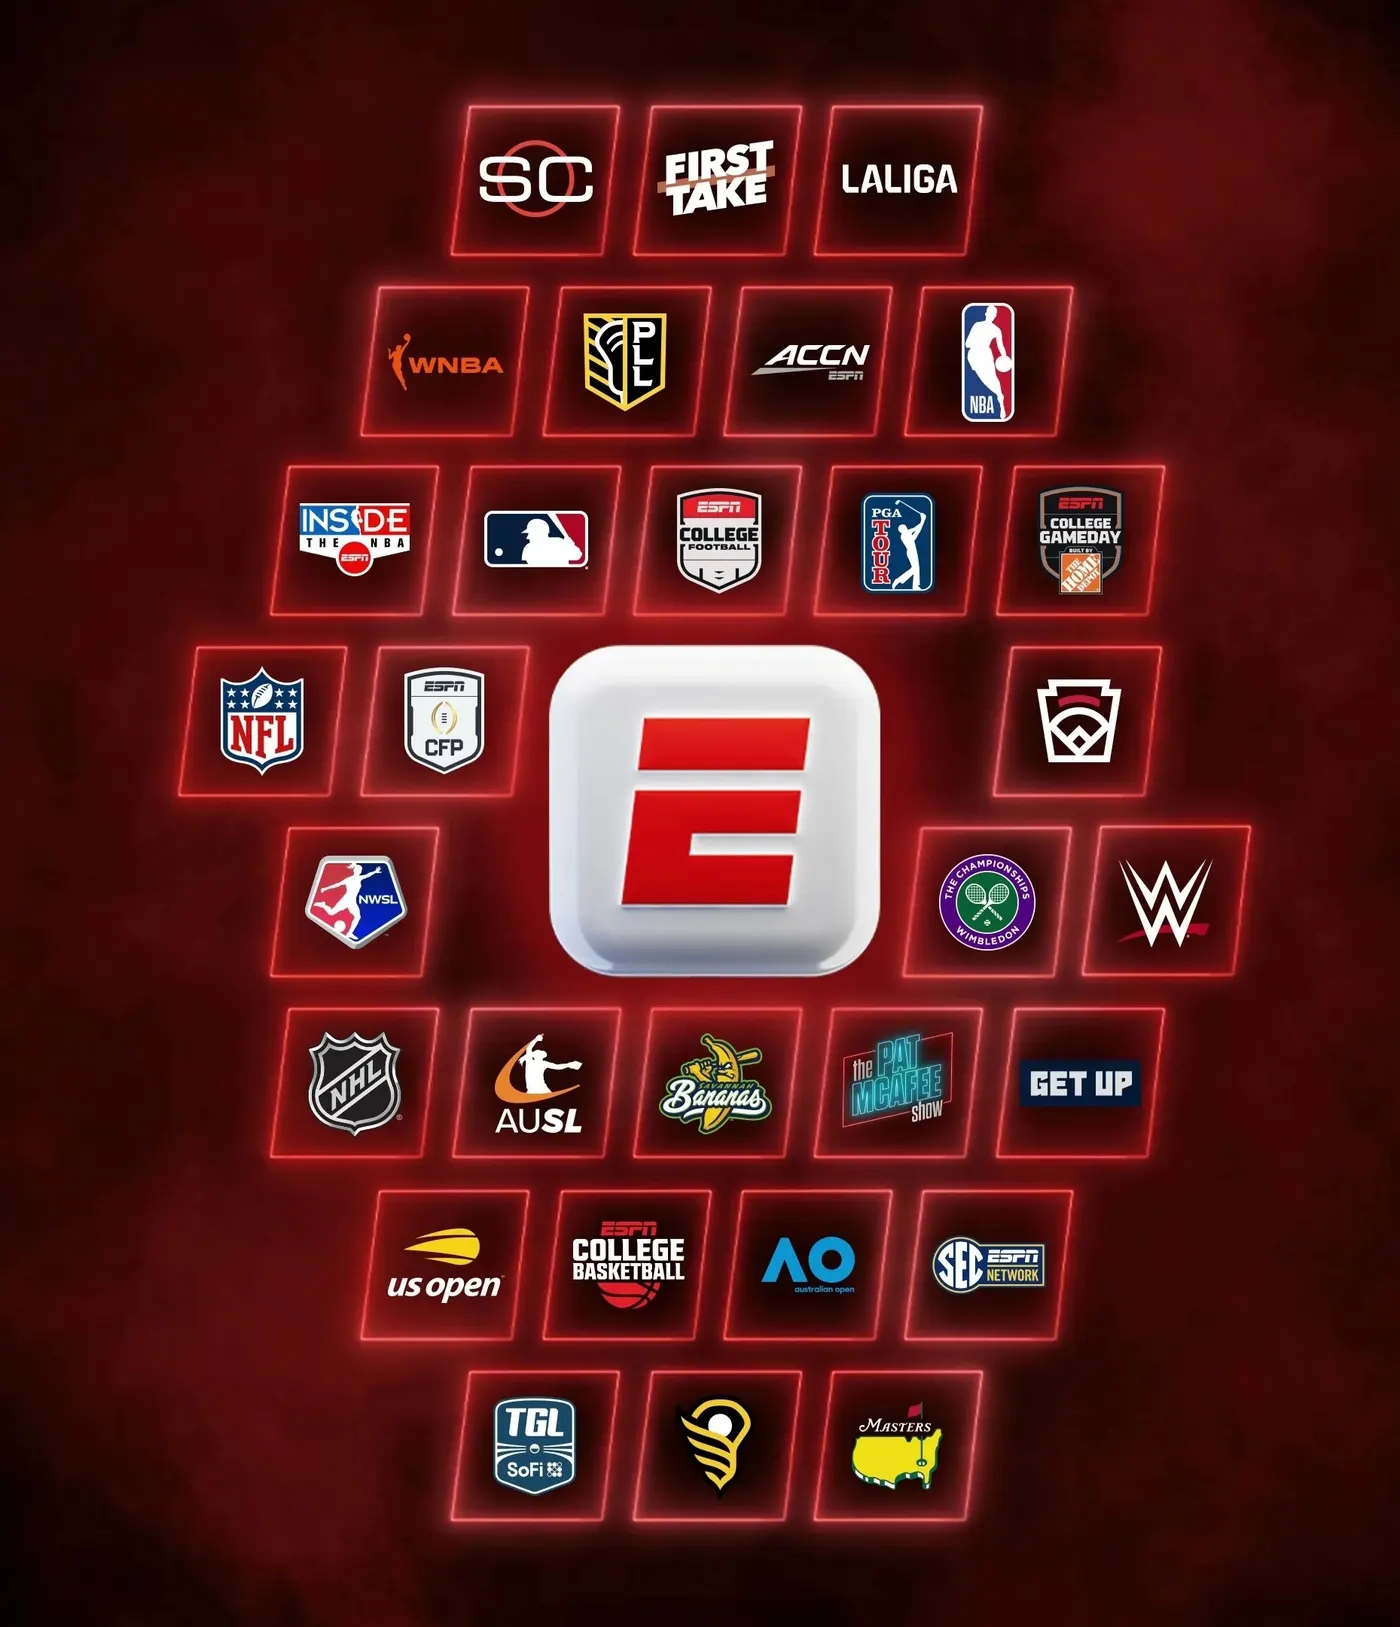 SC
FIRST
TAKE
LALIGA
WNBA
PLL
ACCN
ESPN
NBA
INSIDE
THE NBA
ESPN
ESPN
COLLEGE
FOOTBALL
PGA
TOUR
ESPN
COLLEGE
GAMEDAY
BUILT BY
THE
HOME
DEPOT
NFL
ESPN
CFP
E
NWSL
THE CHAMPIONSHIPS
WIMBLEDON
W
NHL
AUSL
SAVANNAH
Bananas
the PAT
MCAFEE
show
GET UP
us open
ESPN
COLLEGE
BASKETBALL
AO
australian open
SEC ESPN
NETWORK
TGL
SoFi
MASTERS